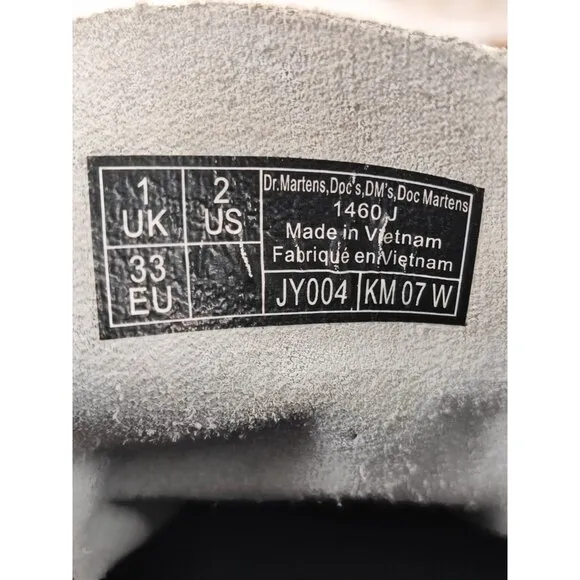 1
UK
2
US
33
EU
Dr.Martens,Doc's,DM's,Doc Martens
1460 J
Made in Vietnam
Fabriqué en Vietnam
JY004
KM 07 W